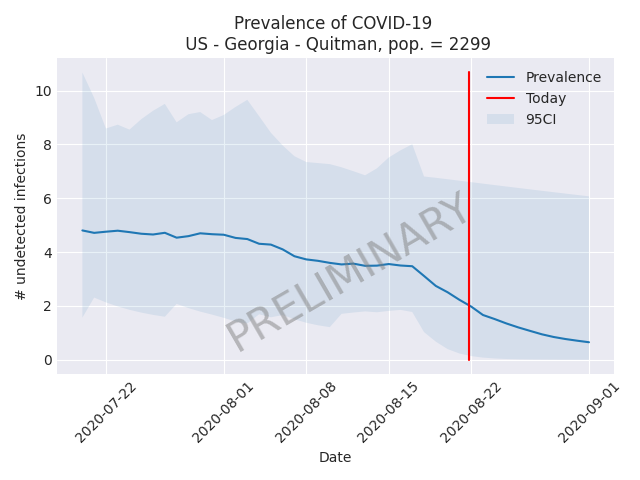 Prevalence of COVID-19
US - Georgia - Quitman, pop. = 2299
# undetected infections
10
8
6
4
2
0
Prevalence
Today
95CI
PRELIMINARY
2020-07-22
2020-08-01
2020-08-08
2020-08-15
2020-08-22
2020-09-01
Date